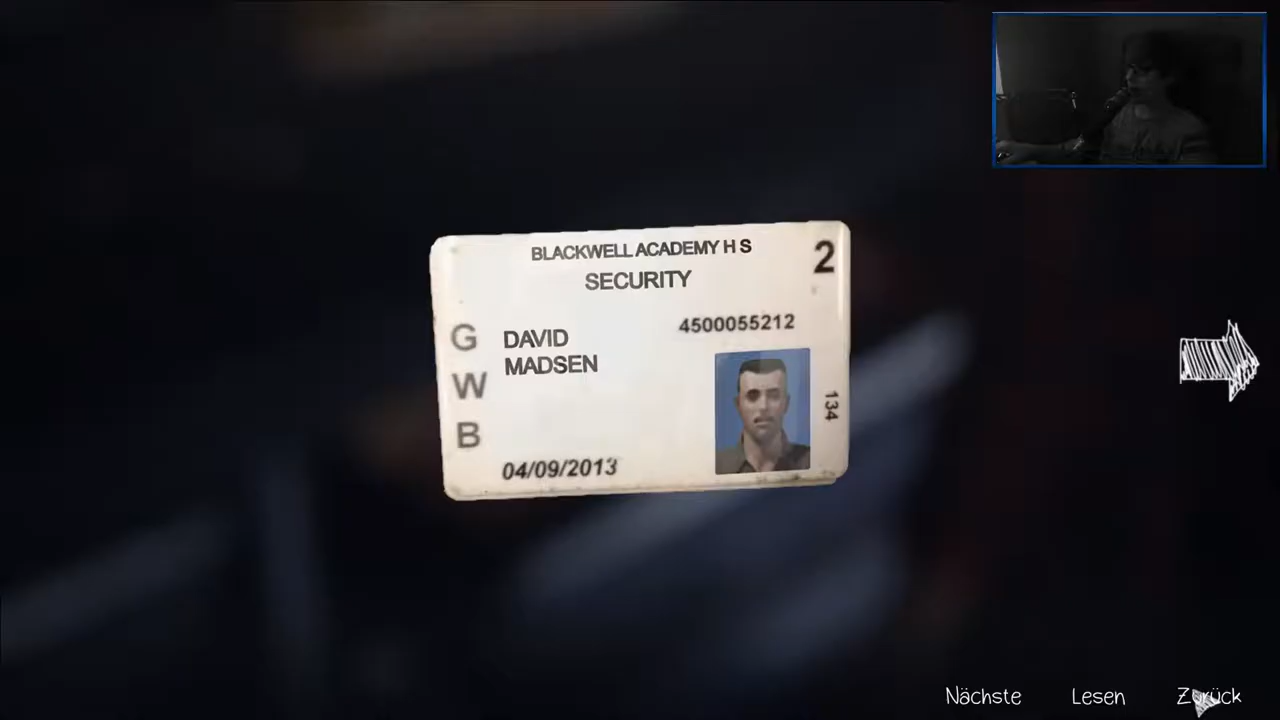 BLACKWELL ACADEMY H S
2
SECURITY
4500055212
G
DAVID
W
MADSEN
B
134
04/09/2013
Nächste
Lesen
Zurück